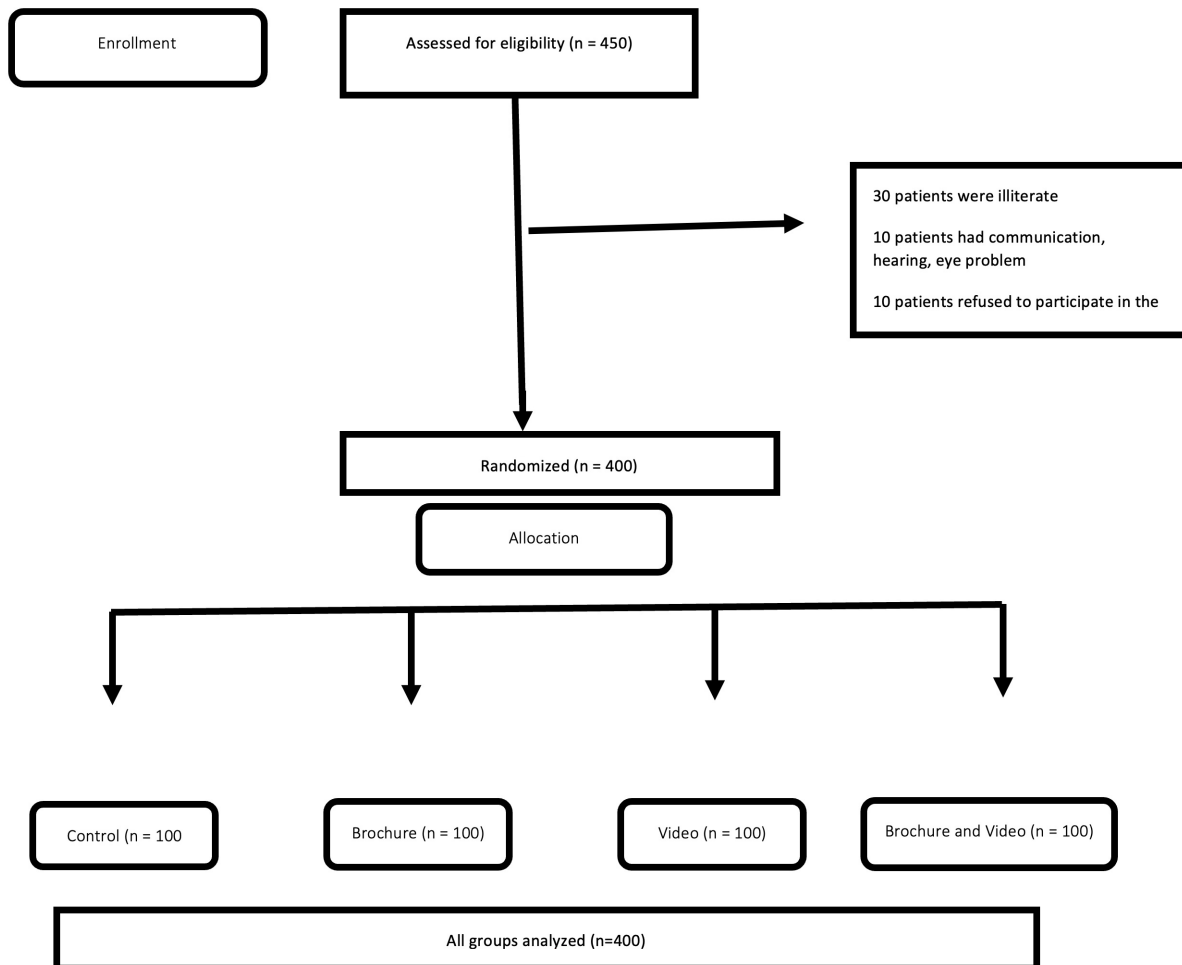 Enrollment
Assessed for eligibility (n = 450)
30 patients were illiterate
10 patients had communication,
hearing, eye problem
10 patients refused to participate in the
Randomized (n = 400)
Allocation
Control (n = 100
Brochure (n = 100)
Video (n = 100)
Brochure and Video (n = 100)
All groups analyzed (n=400)